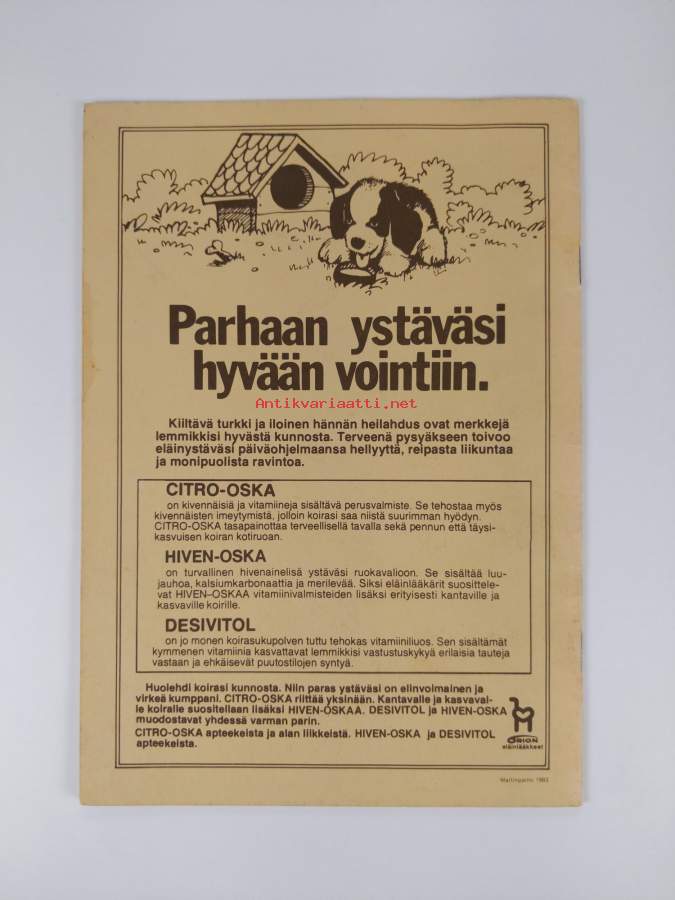 Parhaan ystäväsi
hyvään vointiin.
Antikvariaatti.net
Kiiltävä turkki ja iloinen hännän heilahdus ovat merkkejä
lemmikkisi hyvästä kunnosta. Terveenä pysyäkseen toivoo
eläinystäväsi päiväohjelmaansa hellyyttä, reipasta liikuntaa
ja monipuolista ravintoa.
CITRO-OSKA
on kivennäisiä ja vitamiineja sisältävä perusvalmiste. Se tehostaa myös
kivennäisten imeytymistä, jolloin koirasi saa niistä suurimman hyödyn.
CITRO-OSKA tasapainottaa terveellisellä tavalla sekä pennun että täysi-
kasvuisen koiran kotiruoan.
HIVEN-OSKA
on turvallinen hivenainelisä ystäväsi ruokavalioon. Se sisältää luu-
jauhoa, kalsiumkarbonaattia ja merilevää. Siksi eläinlääkärit suosittele-
vat HIVEN-OSKAA vitamiinivalmisteiden lisäksi erityisesti kantaville ja
kasvaville koirille.
DESIVITOL
on jo monen koirasukupolven tuttu tehokas vitamiiniliuos. Sen sisältämät
kymmenen vitamiinia kasvattavat lemmikkisi vastustuskykyä erilaisia tauteja
vastaan ja ehkäisevät puutostilojen syntyä.
Huolehdi koirasi kunnosta. Niin paras ystäväsi on elinvoimainen ja
virkeä kumppani. CITRO-OSKA riittää yksinään. Kantavalle ja kasvaval-
le koiralle suositellaan lisäksi HIVEN-OSKAA. DESIVITOL ja HIVEN-OSKA
muodostavat yhdessä varman parin.
CITRO-OSKA apteekeista ja alan liikkeistä. HIVEN-OSKA ja DESIVITOL
apteekeista.
ORION
eläinlääkkeet
Martinpaino 1983